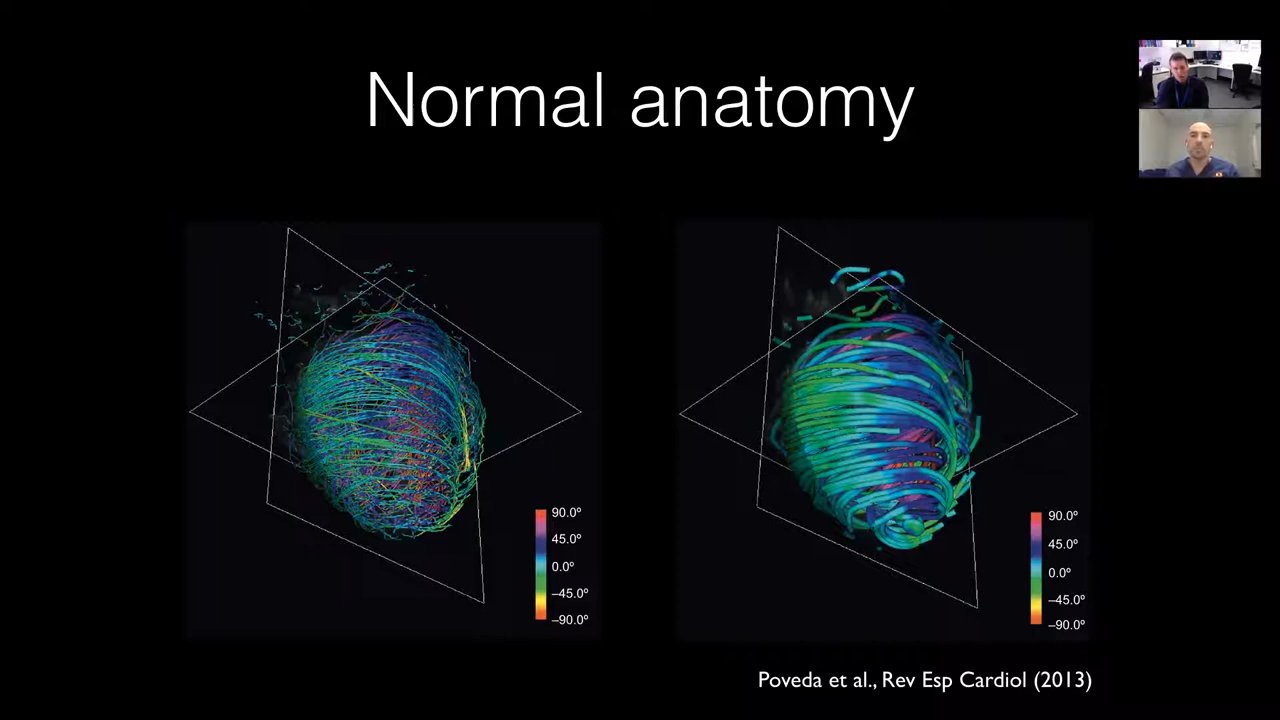 Normal anatomy
90.0º
45.0º
0.0º
–45.0º
–90.0º
90.0º
45.0º
0.0º
–45.0º
–90.0º
Poveda et al., Rev Esp Cardiol (2013)